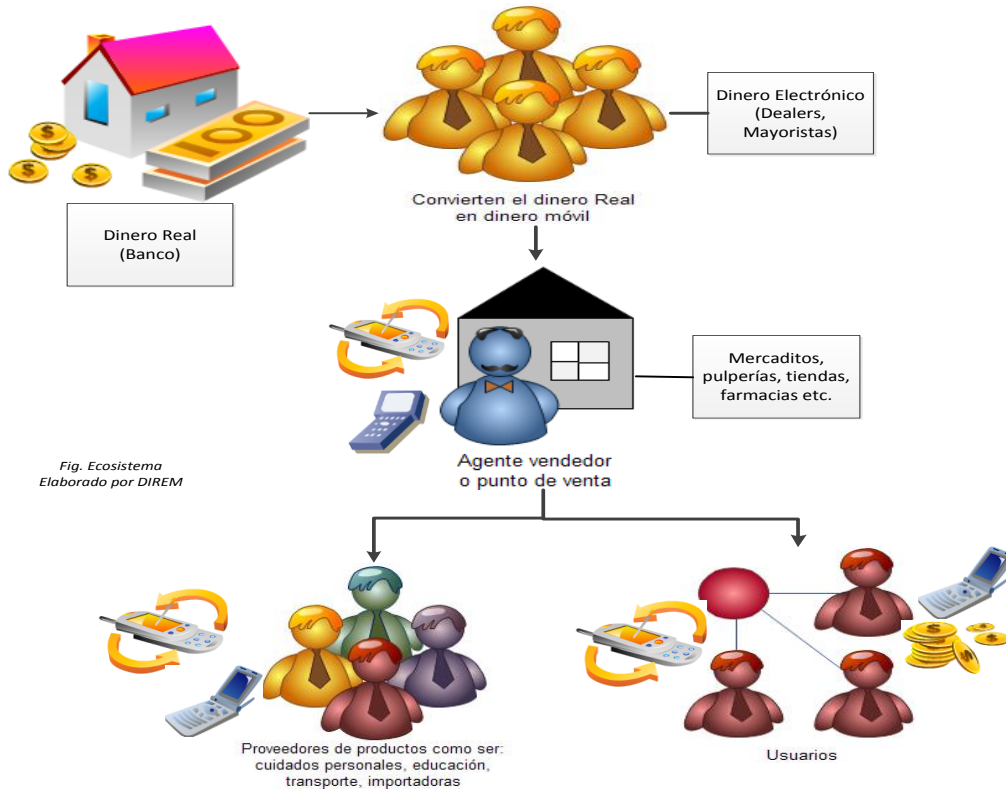 Dinero Electrónico
(Dealers,
Mayoristas)
100
Convierten el dinero Real
en dinero móvil
Dinero Real
(Banco)
Mercaditos,
pulperías, tiendas,
farmacias etc.
Agente vendedor
o punto de venta
Fig. Ecosistema
Elaborado por DIREM
Proveedores de productos como ser:
cuidados personales, educación,
transporte, importadoras
Usuarios